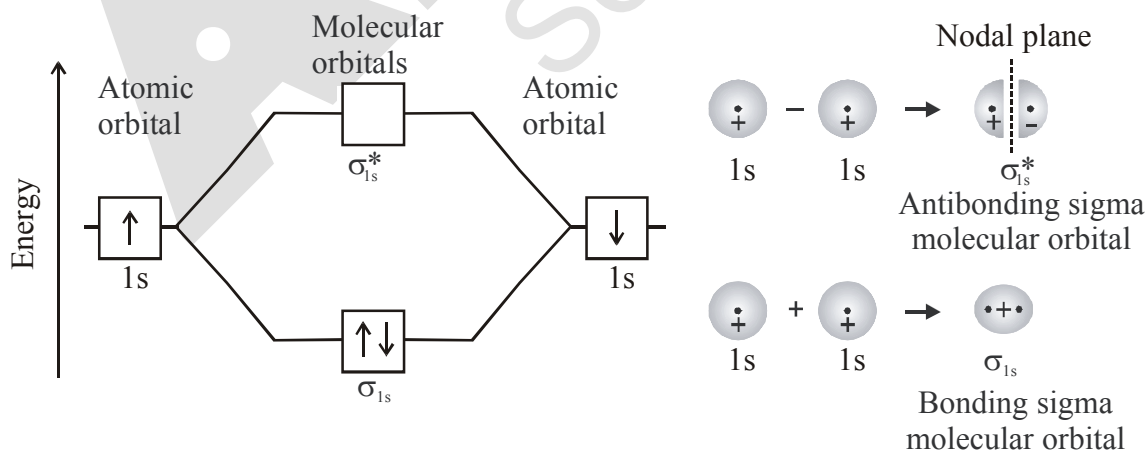 Molecular
orbitals
Nodal plane
Atomic
orbital
Atomic
orbital
Energy
σ*1s
↑
1s
↓
1s
↑↓
σ1s
+ – + → + -
1s 1s σ*1s
Antibonding sigma
molecular orbital
+ + + → +
1s 1s σ1s
Bonding sigma
molecular orbital